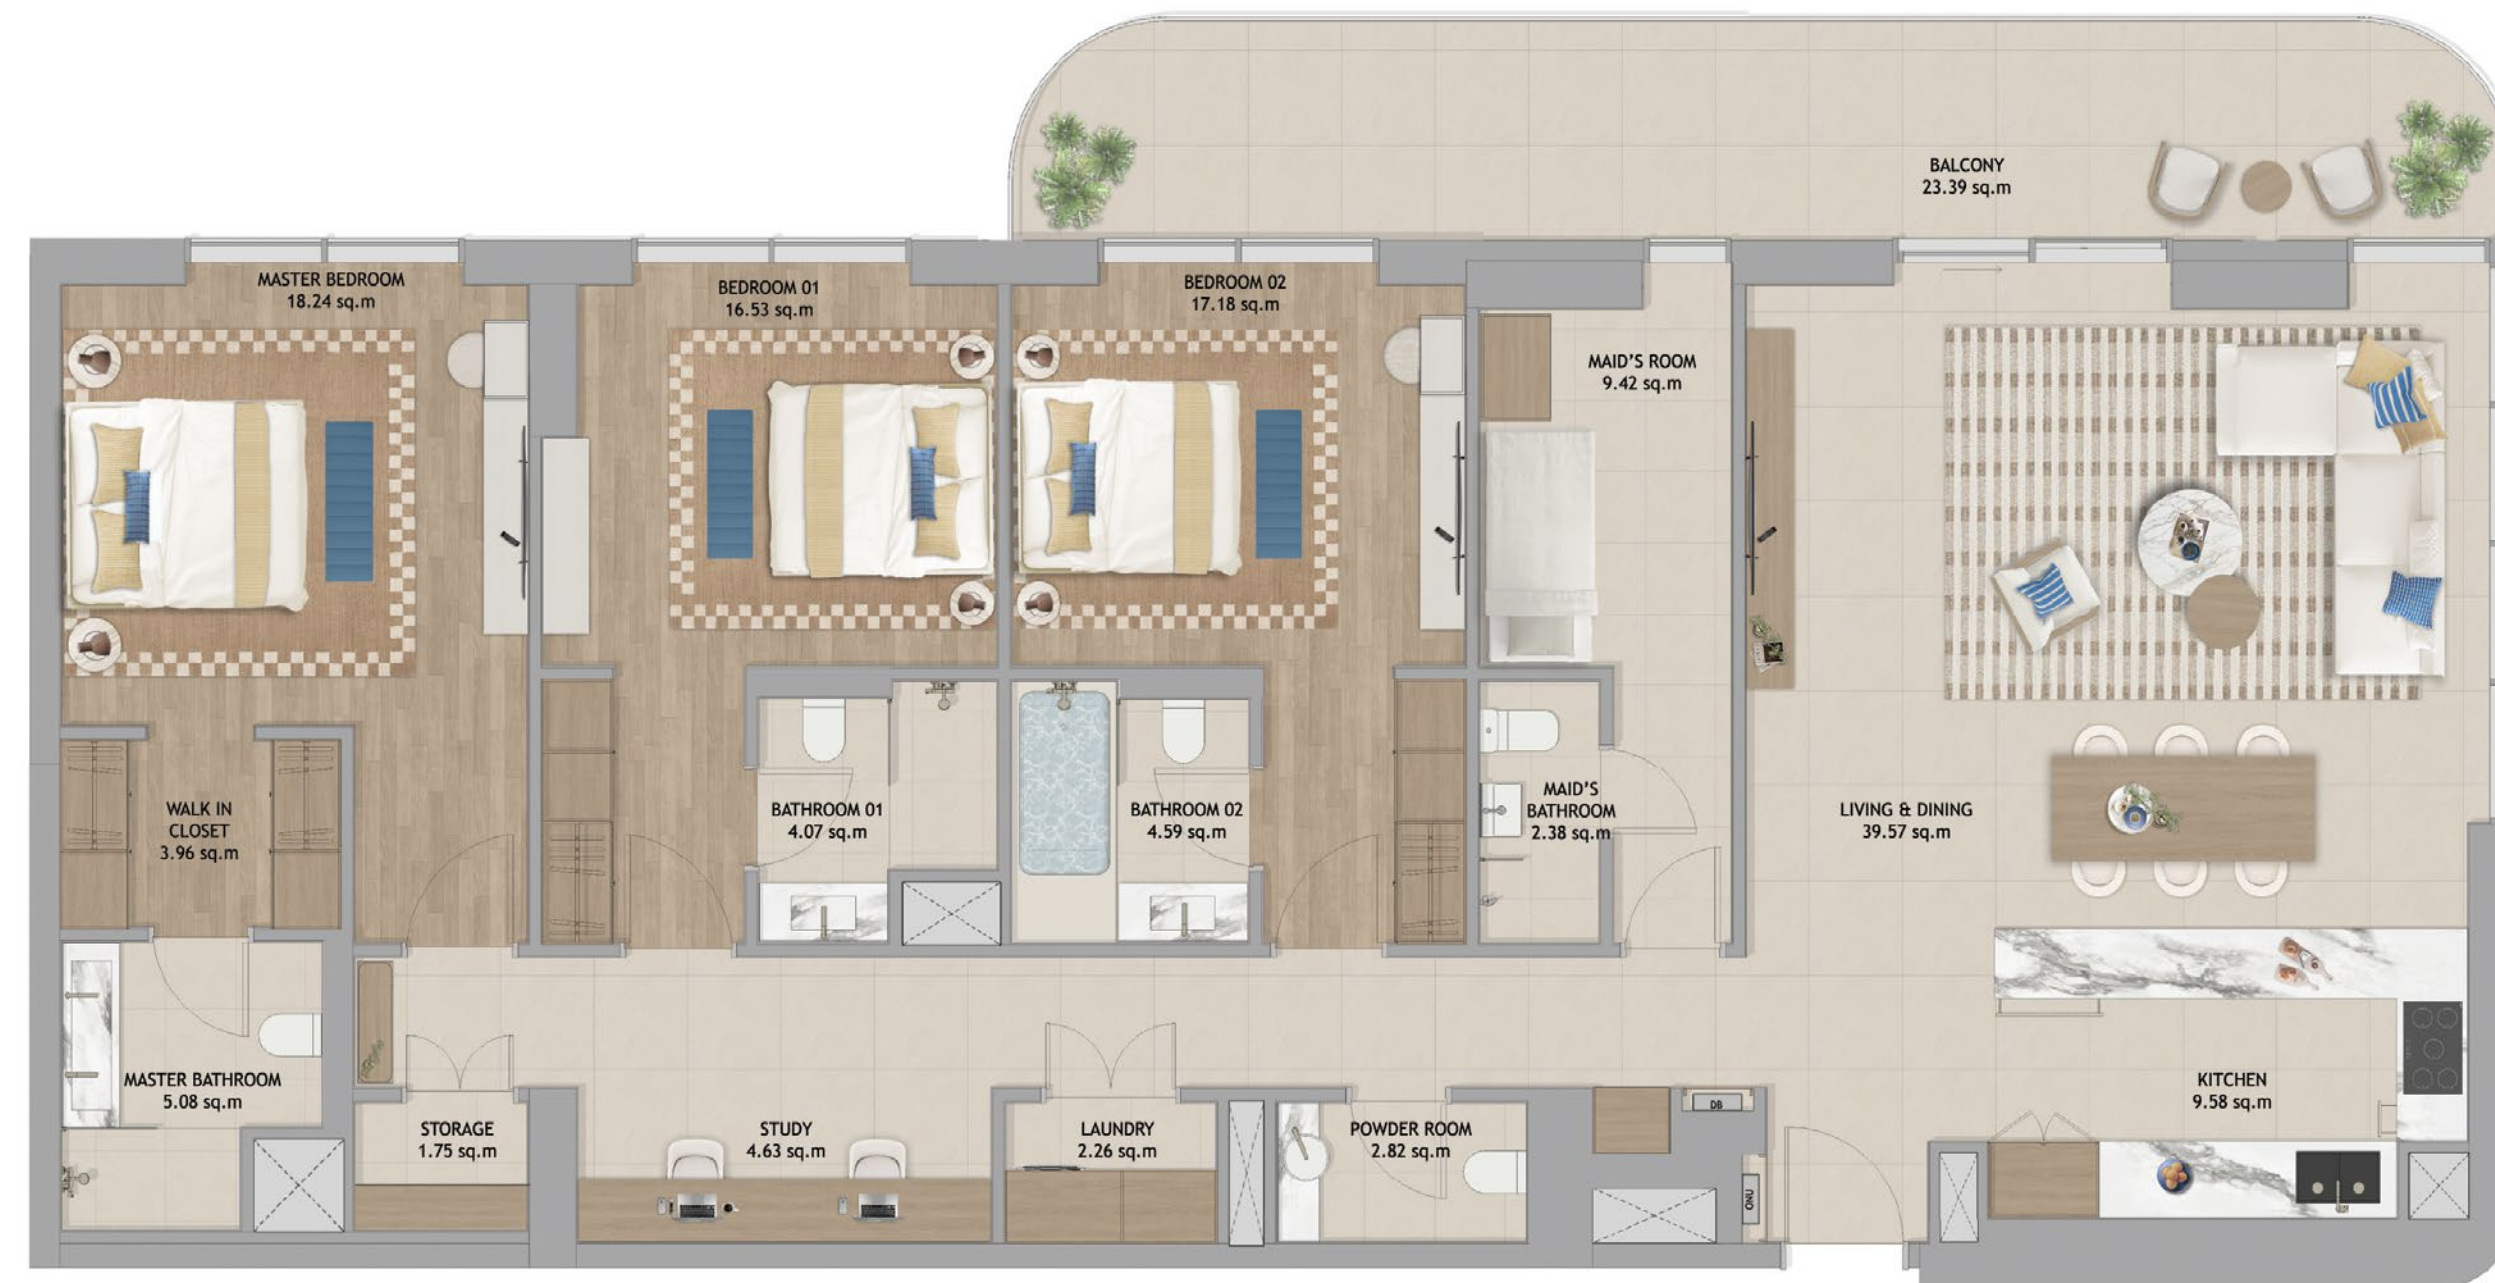 BALCONY
23.39 sq.m
MASTER BEDROOM
18.24 sq.m
BEDROOM 01
16.53 sq.m
BEDROOM 02
17.18 sq.m
MAID'S ROOM
9.42 sq.m
WALK IN
CLOSET
3.96 sq.m
BATHROOM 01
4.07 sq.m
BATHROOM 02
4.59 sq.m
MAID'S
BATHROOM
2.38 sq.m
LIVING & DINING
39.57 sq.m
MASTER BATHROOM
5.08 sq.m
STORAGE
1.75 sq.m
STUDY
4.63 sq.m
LAUNDRY
2.26 sq.m
POWDER ROOM
2.82 sq.m
DB
ONU
KITCHEN
9.58 sq.m